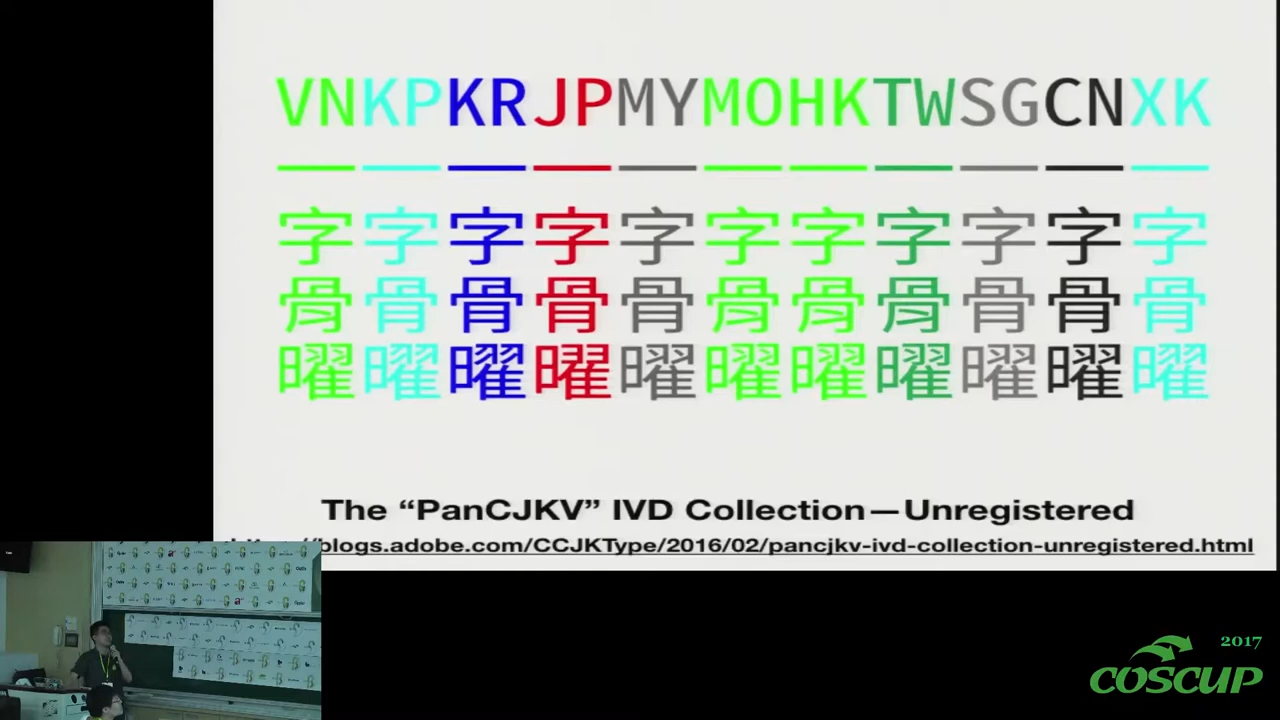 VNKPKRJPMYMOHKTWSGCNXK
字字字字字字字字字字字
骨骨骨骨骨骨骨骨骨骨骨
曜曜曜曜曜曜曜曜曜曜曜
The “PanCJKV” IVD Collection—Unregistered
blogs.adobe.com/CCJKType/2016/02/pancjkv-ivd-collection-unregistered.html
2017
COSCUP